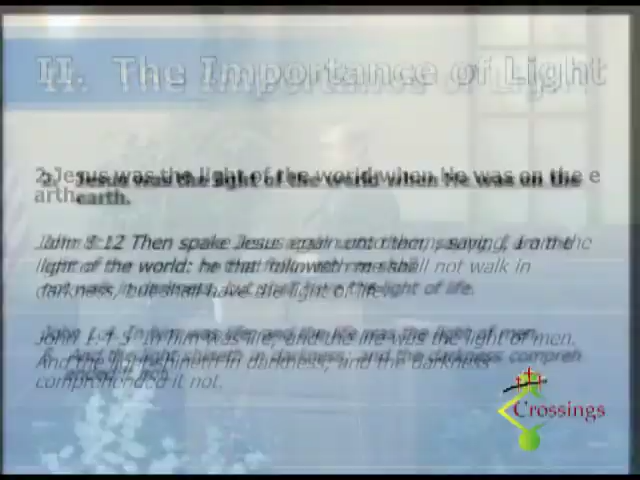 II. The Importance of Light
2. Jesus was the light of the world when He was on the e
arth.
earth.
John 8:12 Then spake Jesus again unto them, saying, I am the
light of the world: he that followeth me shall not walk in
darkness, but shall have the light of life.
John 1:4-5 In him was life; and the life was the light of men.
And the light shineth in darkness; and the darkness
comprehended it not.
Crossings